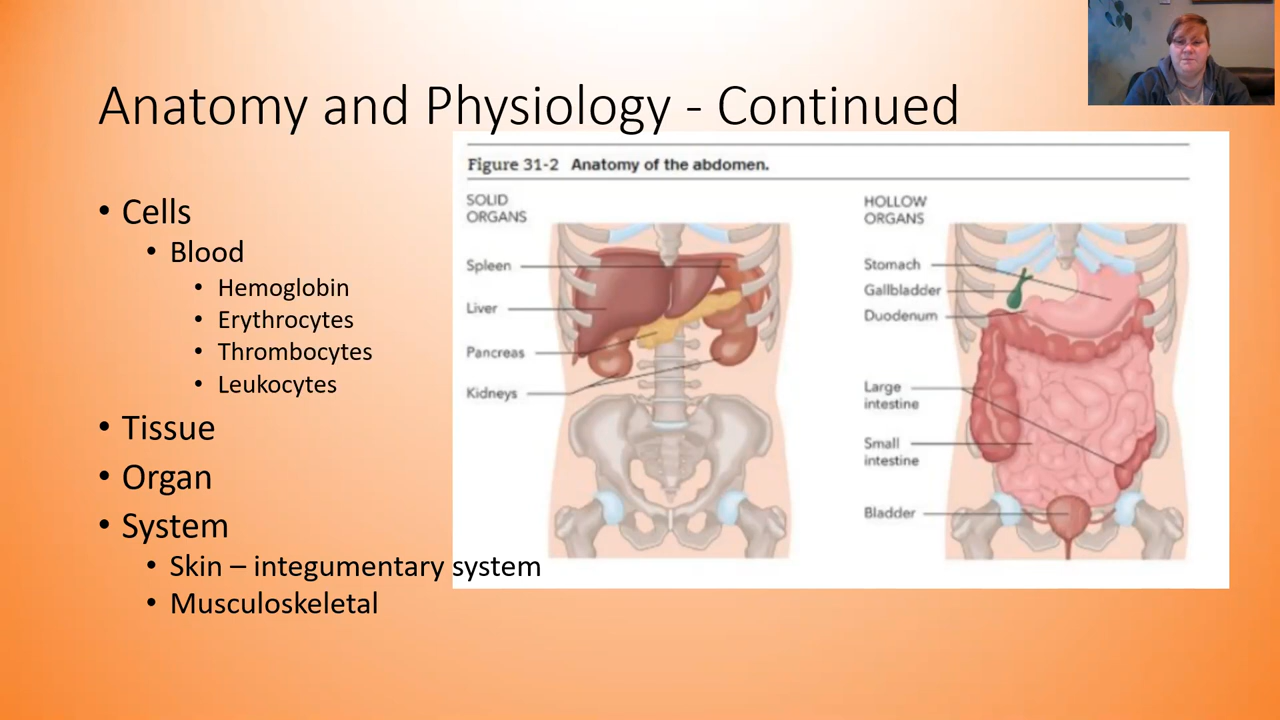 Anatomy and Physiology - Continued
• Cells
• Blood
• Hemoglobin
• Erythrocytes
• Thrombocytes
• Leukocytes
• Tissue
• Organ
• System
• Skin – integumentary system
• Musculoskeletal
Figure 31-2 Anatomy of the abdomen.
SOLID
ORGANS
Spleen
Liver
Pancreas
Kidneys
HOLLOW
ORGANS
Stomach
Gallbladder
Duodenum
Large
intestine
Small
intestine
Bladder